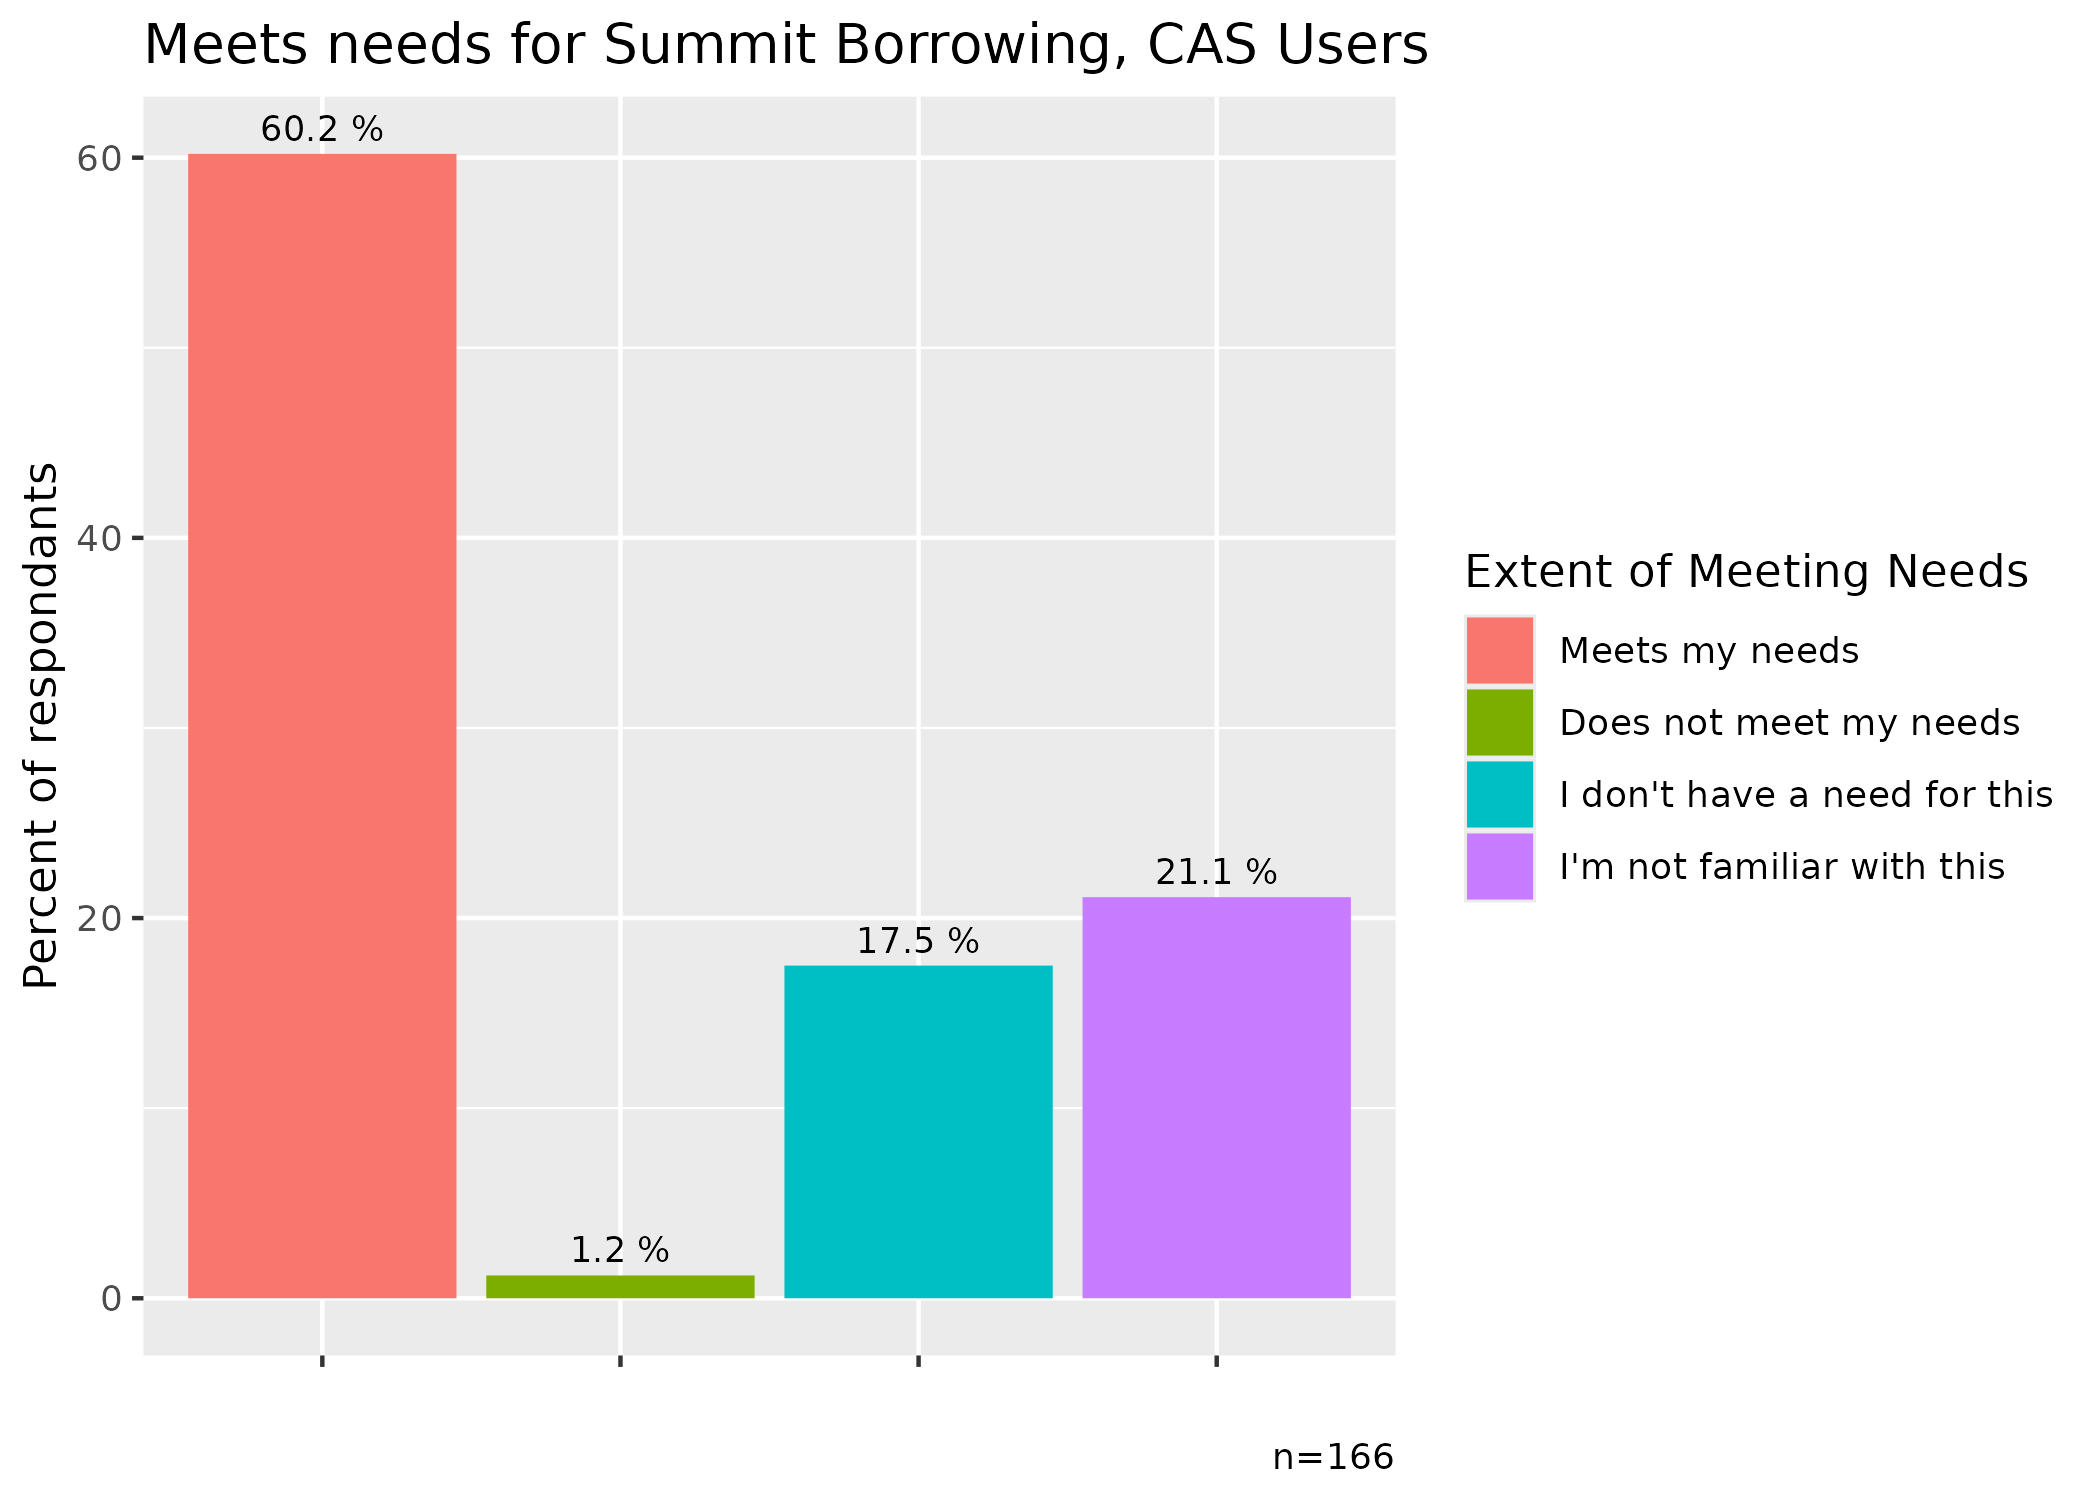 Meets needs for Summit Borrowing, CAS Users
Percent of respondants
60
40
20
0
60.2 %
1.2 %
17.5 %
21.1 %
Extent of Meeting Needs
Meets my needs
Does not meet my needs
I don't have a need for this
I'm not familiar with this
n=166